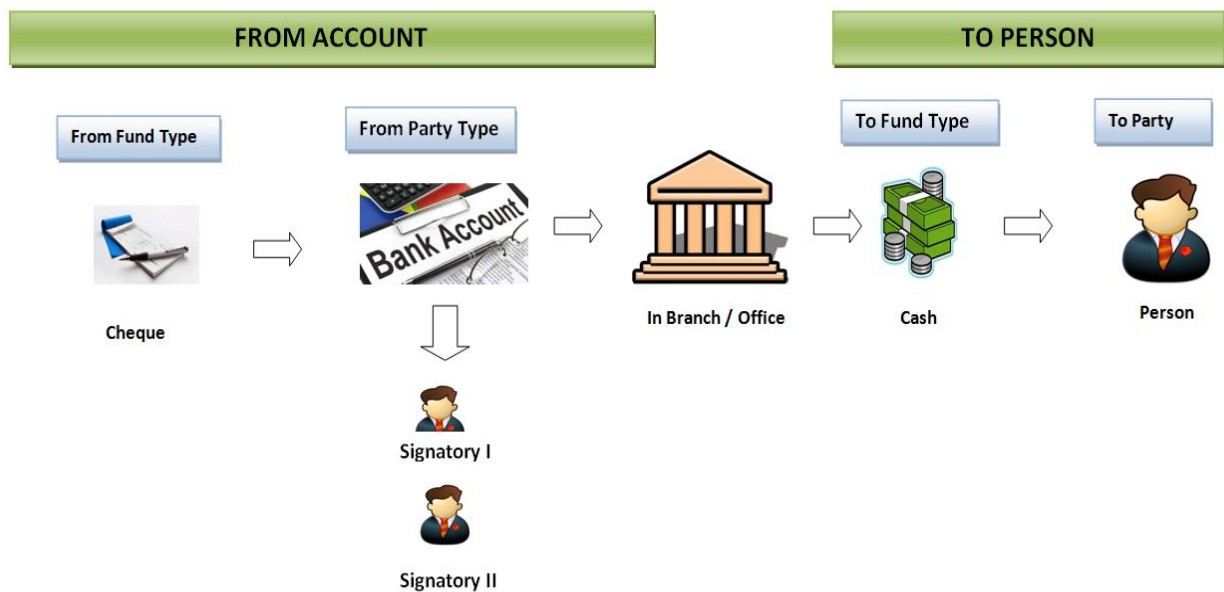 FROM ACCOUNT
TO PERSON
From Fund Type
From Party Type
To Fund Type
To Party
Bank Account
Cheque
In Branch / Office
Cash
Person
Signatory I
Signatory II